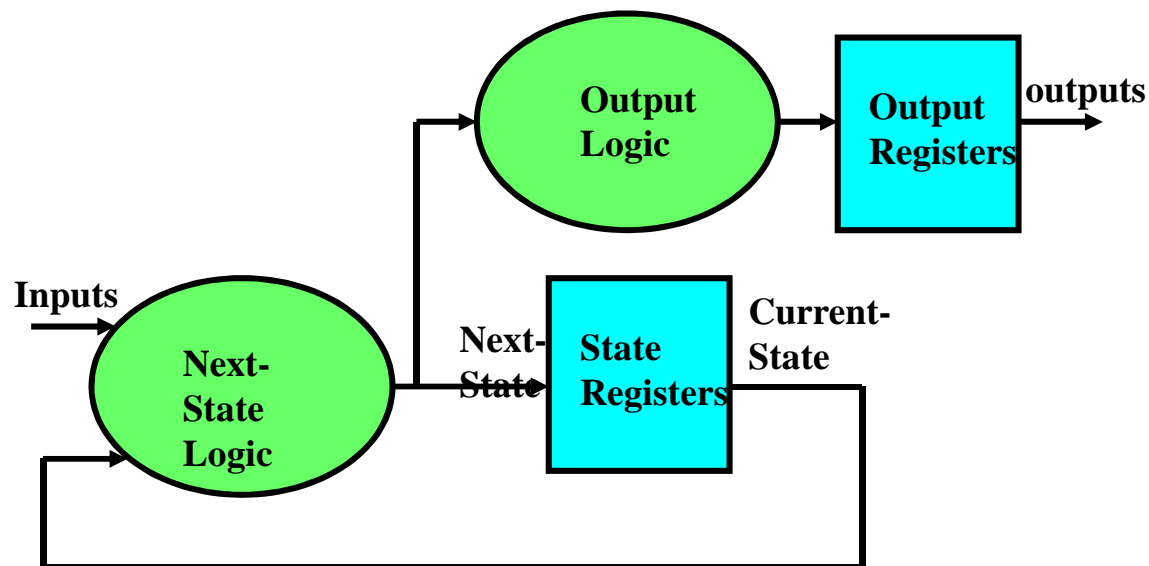 Output
Logic
Output
Registers
outputs
Inputs
Next-
State
Logic
Next-
State
State
Registers
Current-
State